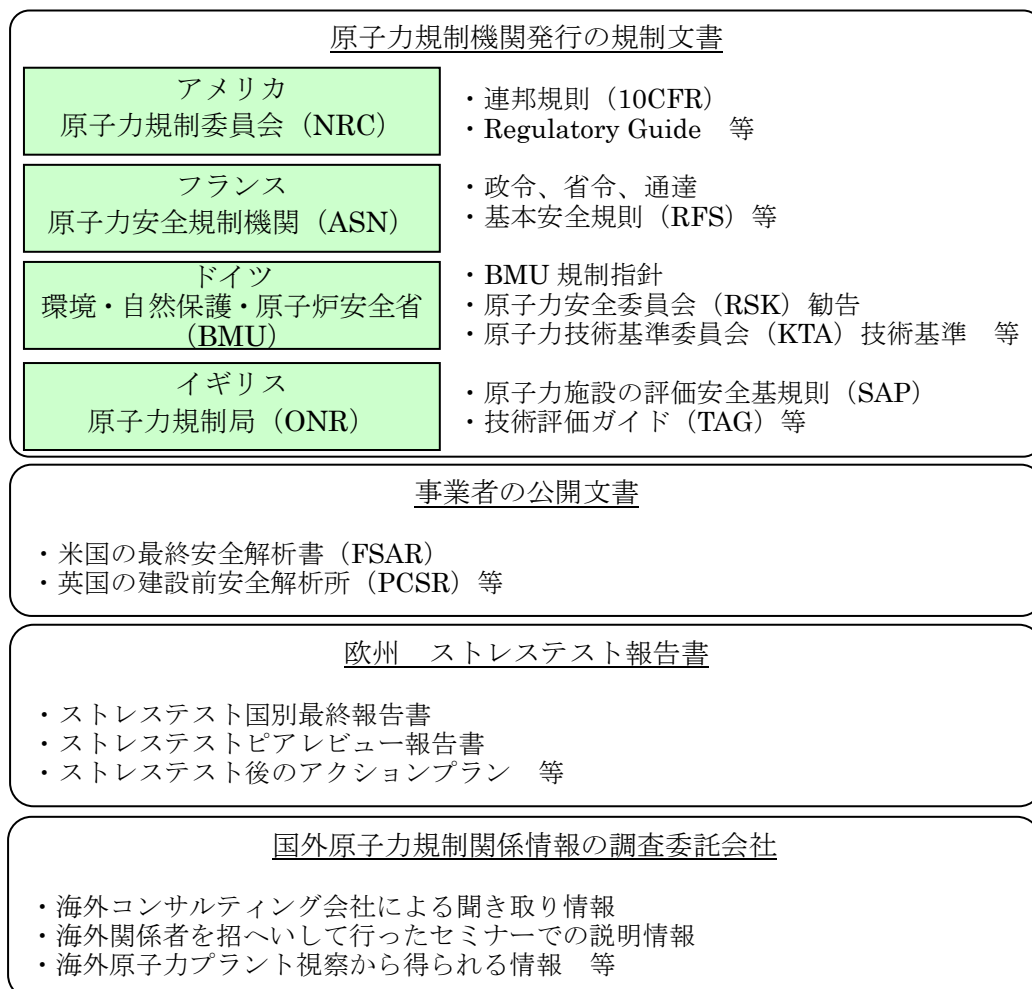 原子力規制機関発行の規制文書
アメリカ
原子力規制委員会（NRC）
・連邦規則（10CFR）
・Regulatory Guide　等
フランス
原子力安全規制機関（ASN）
・政令、省令、通達
・基本安全規則（RFS）等
ドイツ
環境・自然保護・原子炉安全省
（BMU）
・BMU 規制指針
・原子力安全委員会（RSK）勧告
・原子力技術基準委員会（KTA）技術基準　等
イギリス
原子力規制局（ONR）
・原子力施設の評価安全基規則（SAP）
・技術評価ガイド（TAG）等
事業者の公開文書
・米国の最終安全解析書（FSAR）
・英国の建設前安全解析所（PCSR）等
欧州　ストレステスト報告書
・ストレステスト国別最終報告書
・ストレステストピアレビュー報告書
・ストレステスト後のアクションプラン　等
国外原子力規制関係情報の調査委託会社
・海外コンサルティング会社による聞き取り情報
・海外関係者を招へいして行ったセミナーでの説明情報
・海外原子力プラント視察から得られる情報　等